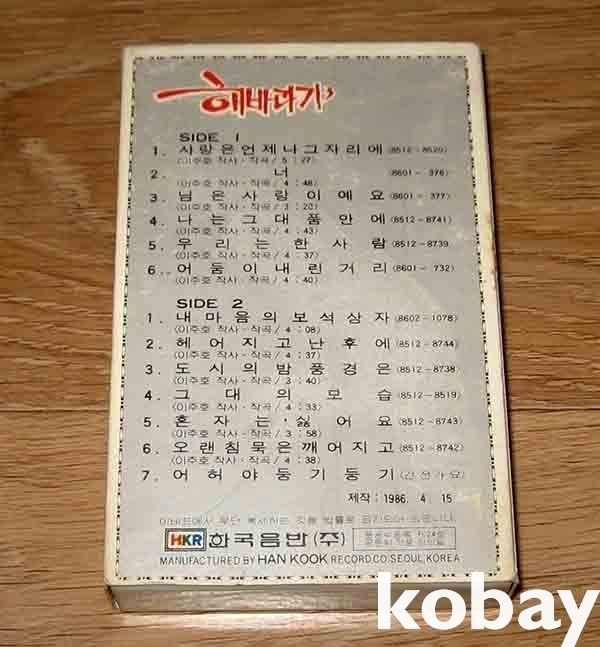 해바라기
SIDE 1
1. 사랑은언제나그자리에 (8512-8520)
(이주호 작사·작곡/5:27)
2. 너 (8601-376)
(이주호 작사·작곡/4:48)
3. 님은사랑이예요 (8601-377)
(이주호 작사·작곡/3:20)
4. 나는그대품안에 (8512-8741)
(이주호 작사·작곡/4:43)
5. 우리는한사람 (8512-8739
(이주호 작사·작곡/4:37)
6. 어둠이내린거리 (8601-732)
(이주호 작사·작곡/4:40)
SIDE 2
1. 내마음의보석상자 (8602-1078)
(이주호 작사·작곡/4:08)
2. 헤어지고난후에 (8512-8744)
(이주호 작사·작곡/4:37)
3. 도시의밤풍경은 (8512-8738)
(이주호 작사·작곡/3:40)
4. 그대의모습 (8512-8519)
(이주호 작사·작곡/4:33)
5. 혼자는·싫어요 (8512-8743)
(이주호 작사·작곡/3:58)
6. 오랜침묵은깨어지고 (8512-8742)
(이주호 작사·작곡/4:38)
7. 어허야둥기둥기 (건전가요)
제작:1986. 4. 15
HKR 한국음반(주)
MANUFACTURED BY HAN KOOK RECORD.CO.SEOUL.KOREA
kobay